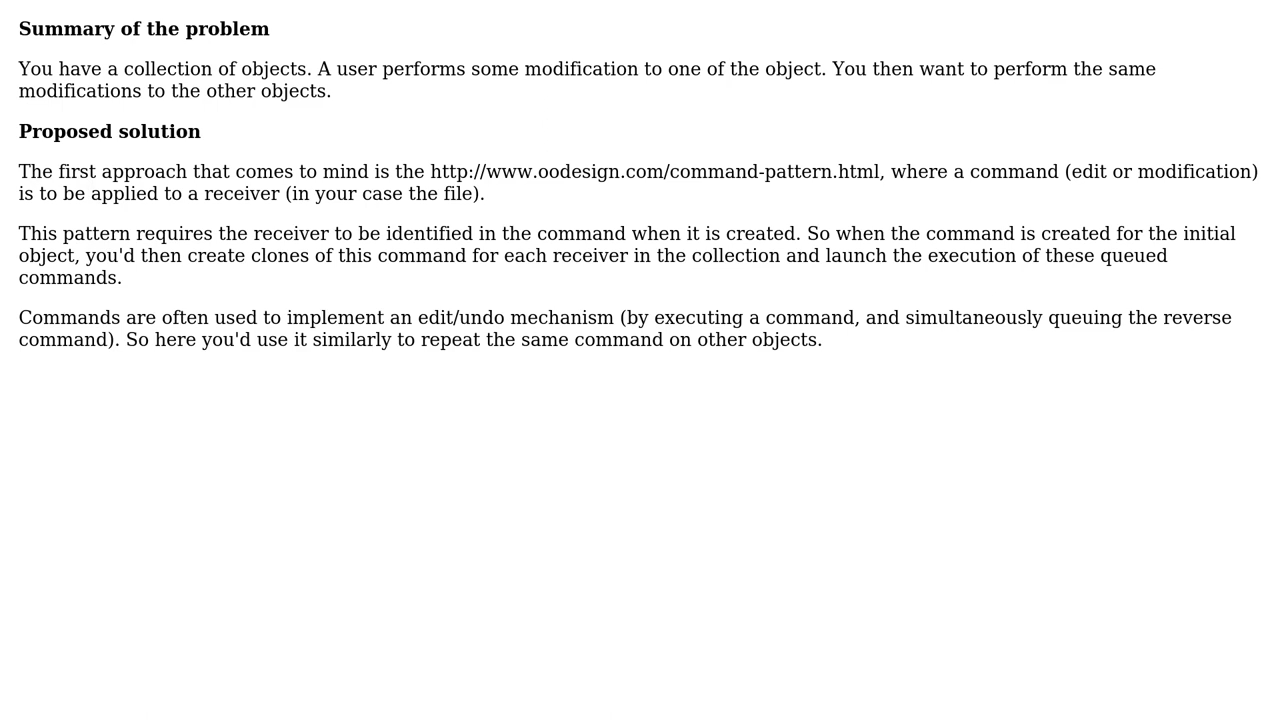 Summary of the problem
You have a collection of objects. A user performs some modification to one of the object. You then want to perform the same
modifications to the other objects.
Proposed solution
The first approach that comes to mind is the http://www.oodesign.com/command-pattern.html, where a command (edit or modification)
is to be applied to a receiver (in your case the file).
This pattern requires the receiver to be identified in the command when it is created. So when the command is created for the initial
object, you'd then create clones of this command for each receiver in the collection and launch the execution of these queued
commands.
Commands are often used to implement an edit/undo mechanism (by executing a command, and simultaneously queuing the reverse
command). So here you'd use it similarly to repeat the same command on other objects.